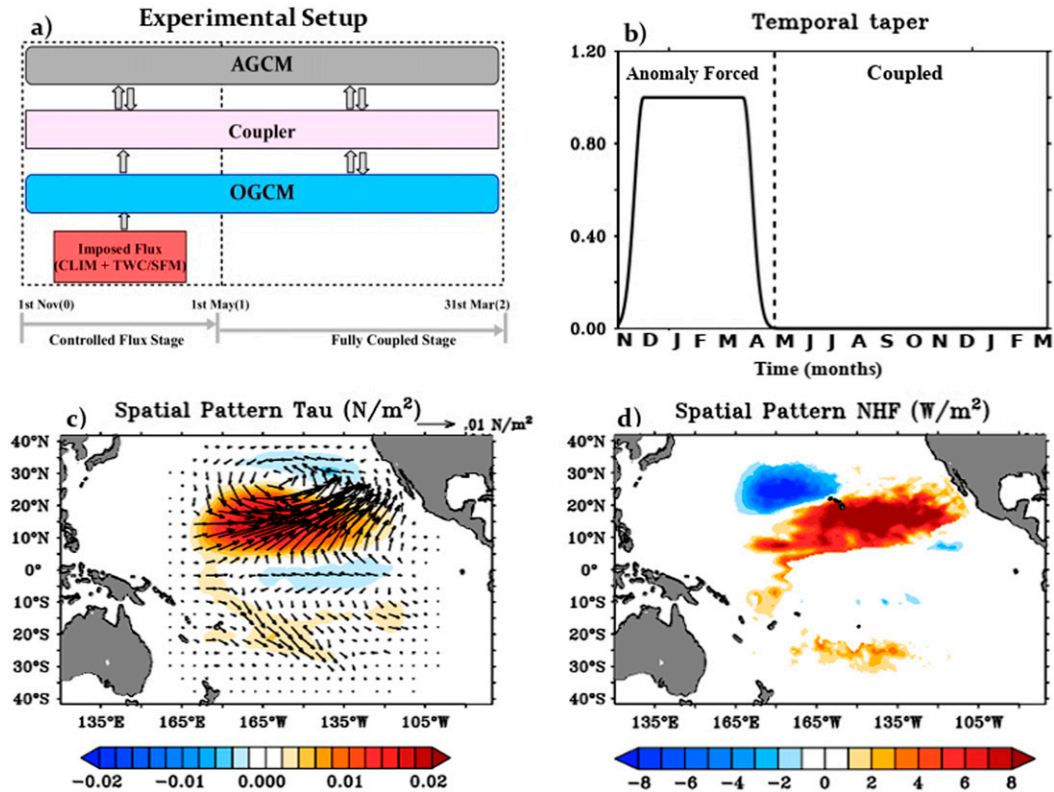 a)
Experimental Setup
AGCM
Coupler
OGCM
Imposed Flux
(CLIM + TWC/SFM)
1st Nov(0)
1st May(1)
31st Mar(2)
Controlled Flux Stage
Fully Coupled Stage
b)
Temporal taper
1.20
0.80
0.40
0.00
Anomaly Forced
Coupled
N D J F M A M J J A S O N D J F M
Time (months)
c)
Spatial Pattern Tau (N/m²)
.01 N/m²
40°N
30°N
20°N
10°N
0°
10°S
20°S
30°S
40°S
135°E 165°E 165°W 135°W 105°W
−0.02 −0.01 0.000 0.01 0.02
d)
Spatial Pattern NHF (W/m²)
40°N
30°N
20°N
10°N
0°
10°S
20°S
30°S
40°S
135°E 165°E 165°W 135°W 105°W
−8 −6 −4 −2 0 2 4 6 8